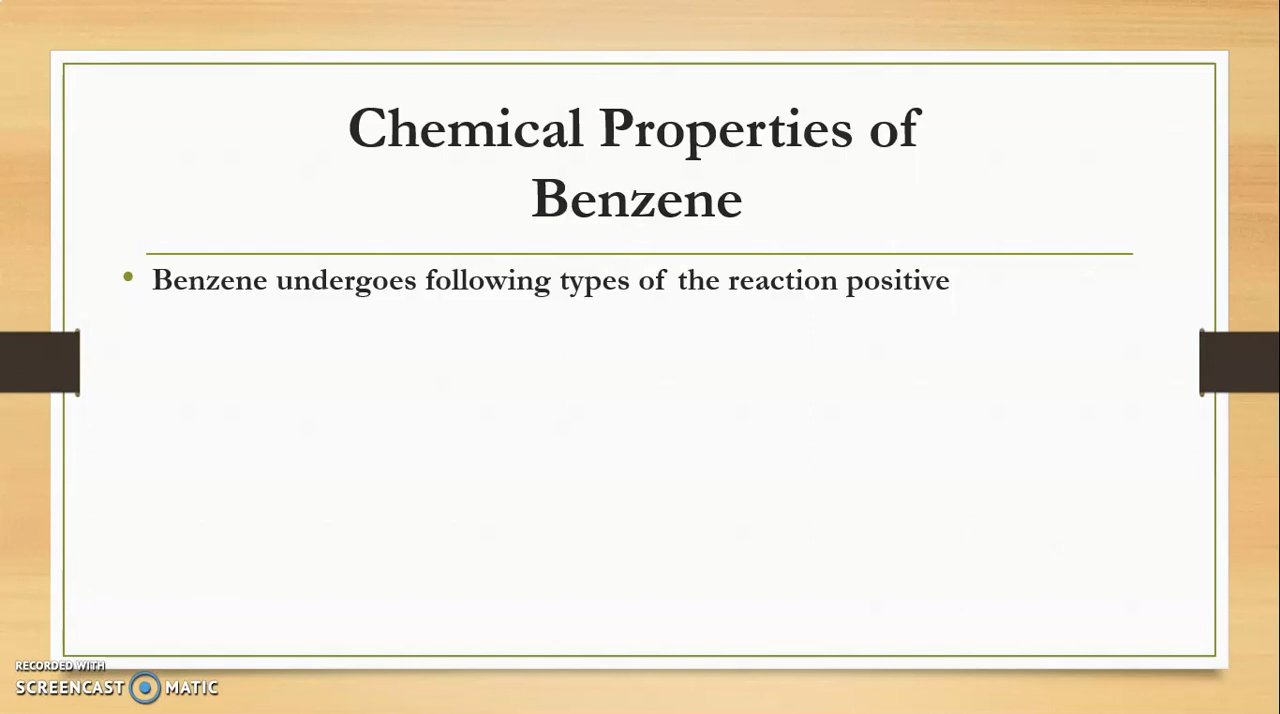 Chemical Properties of
Benzene
• Benzene undergoes following types of the reaction positive
RECORDED WITH
SCREENCAST MATIC